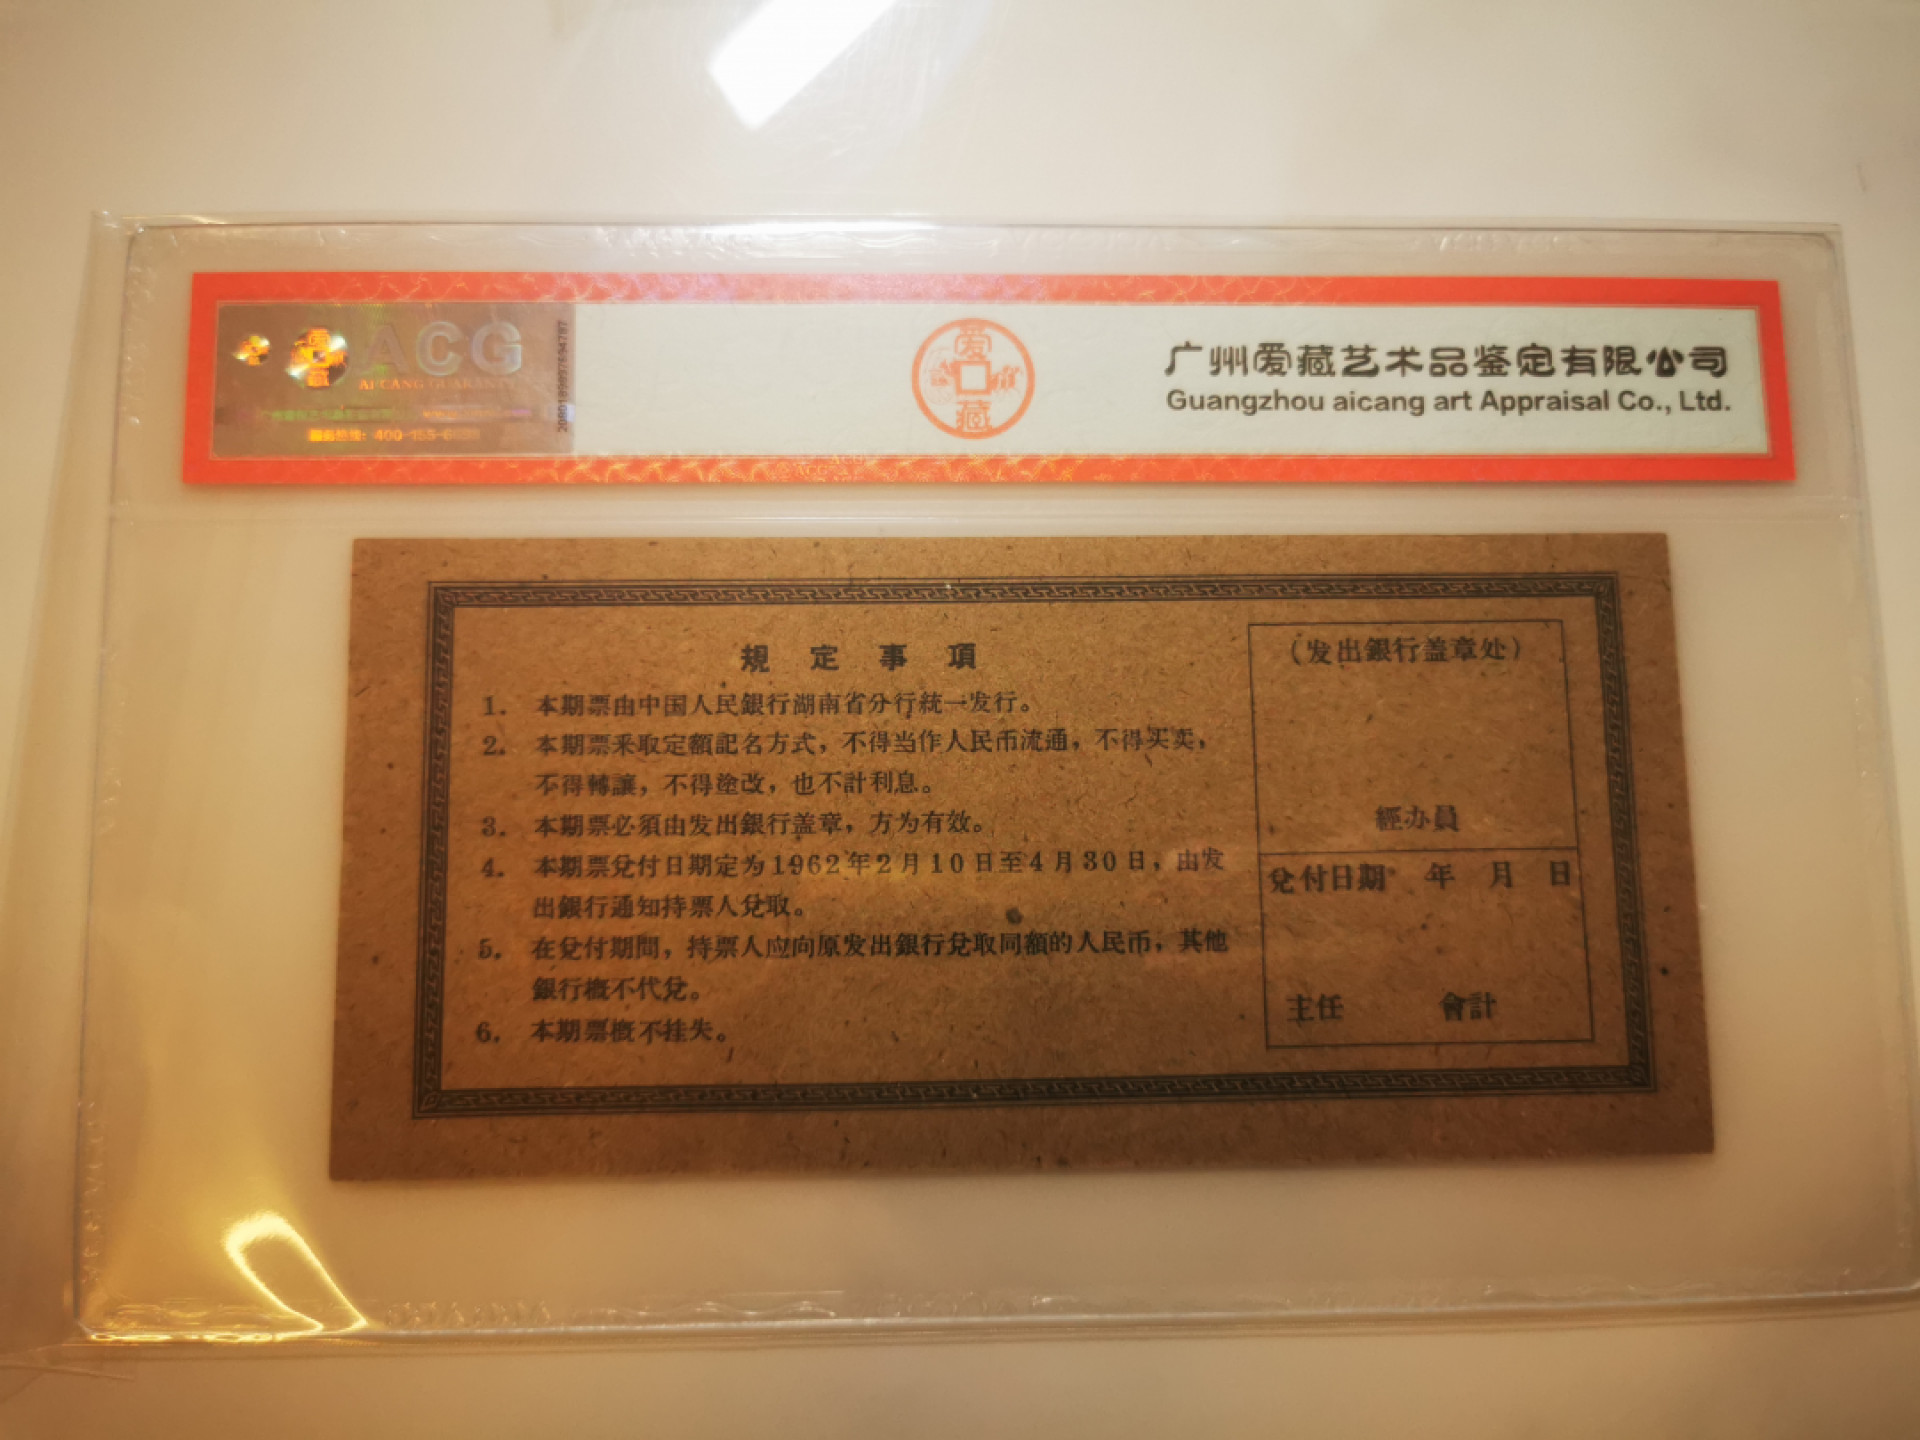 ACG
AI CANG GUARANTY
爱藏
广州爱藏艺术品鉴定有限公司
Guangzhou aicang art Appraisal Co., Ltd.
規定事項
1. 本期票由中国人民銀行湖南省分行統一发行。
2. 本期票采取定額記名方式，不得当作人民币流通，不得买卖，
不得轉讓，不得塗改，也不計利息。
3. 本期票必須由发出銀行盖章，方为有效。
4. 本期票兌付日期定为1962年2月10日至4月30日，由发
出銀行通知持票人兌取。
5. 在兌付期間，持票人应向原发出銀行兌取同額的人民币，其他
銀行概不代兌。
6. 本期票概不挂失。
（发出銀行盖章处）
經办員
兌付日期 年 月 日
主任 會計